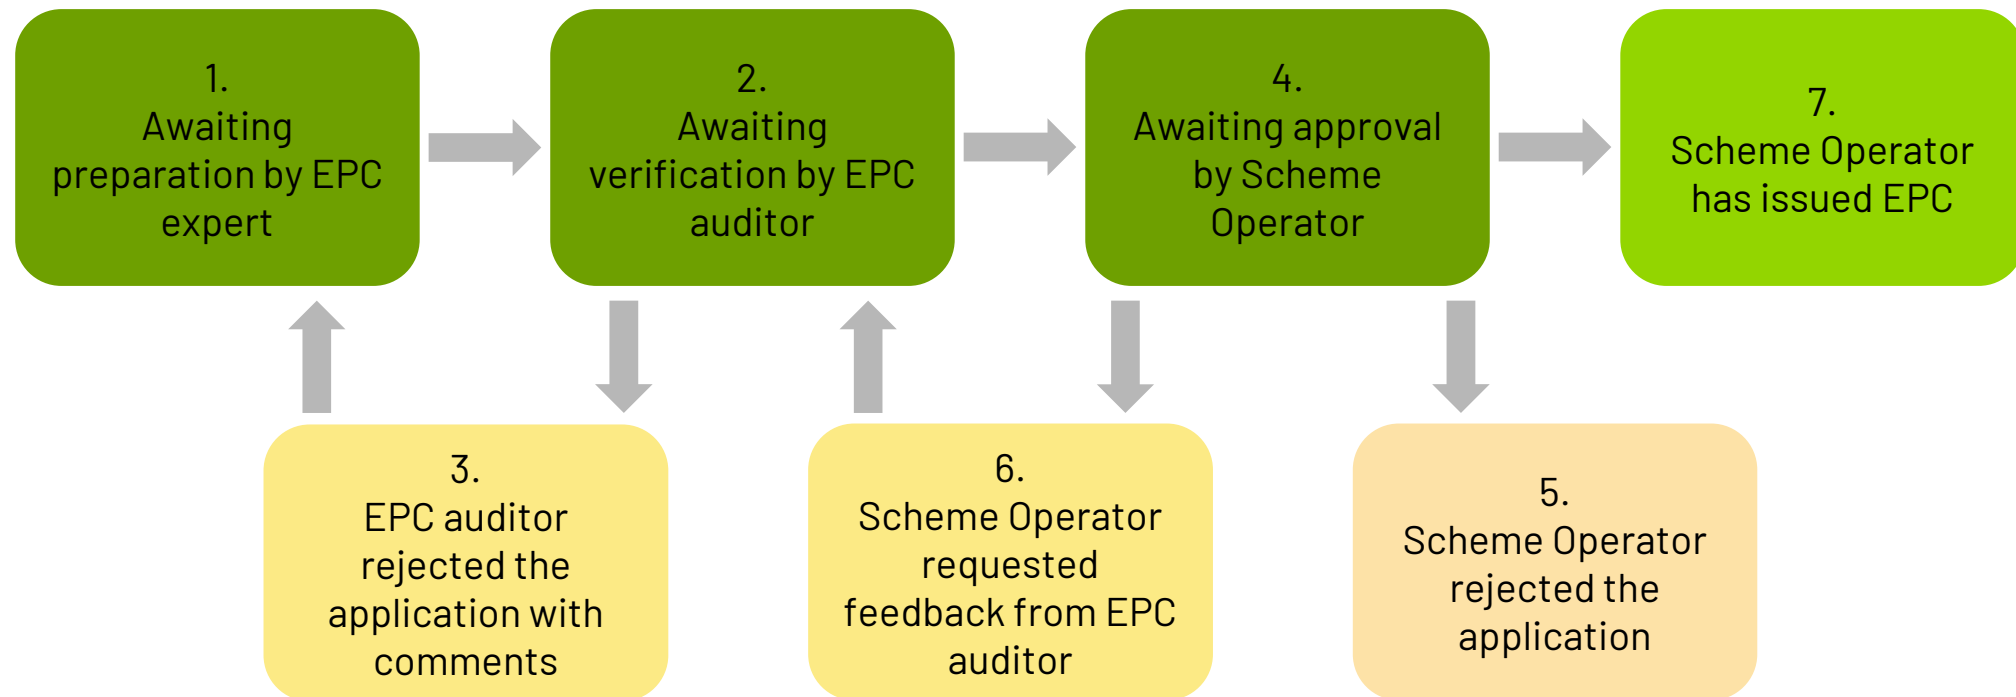 1.
Awaiting
preparation by EPC
expert
2.
Awaiting
verification by EPC
auditor
4.
Awaiting approval
by Scheme
Operator
7.
Scheme Operator
has issued EPC
3.
EPC auditor
rejected the
application with
comments
6.
Scheme Operator
requested
feedback from EPC
auditor
5.
Scheme Operator
rejected the
application